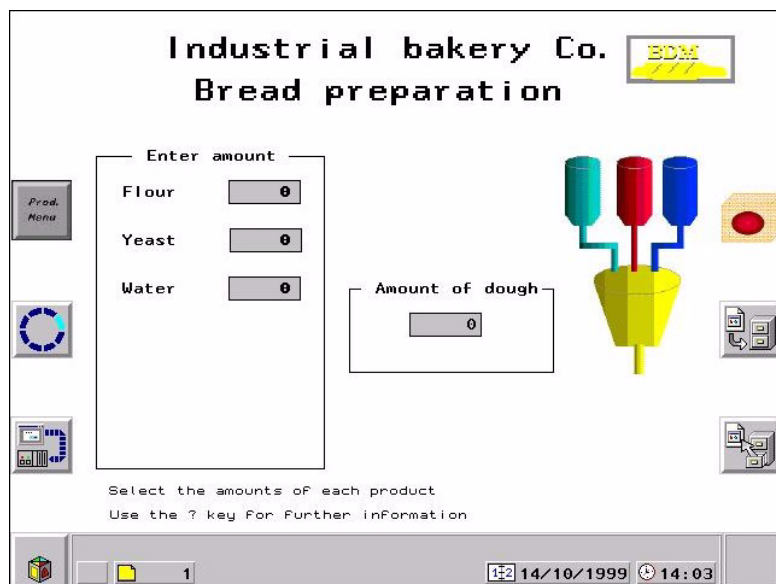 Industrial bakery Co.
EDM
Bread preparation
Enter amount
Flour 0
Yeast 0
Water 0
Amount of dough
0
Prod.
Menu
Select the amounts of each product
Use the ? key for further information
1
1 2 14/10/1999 14:03